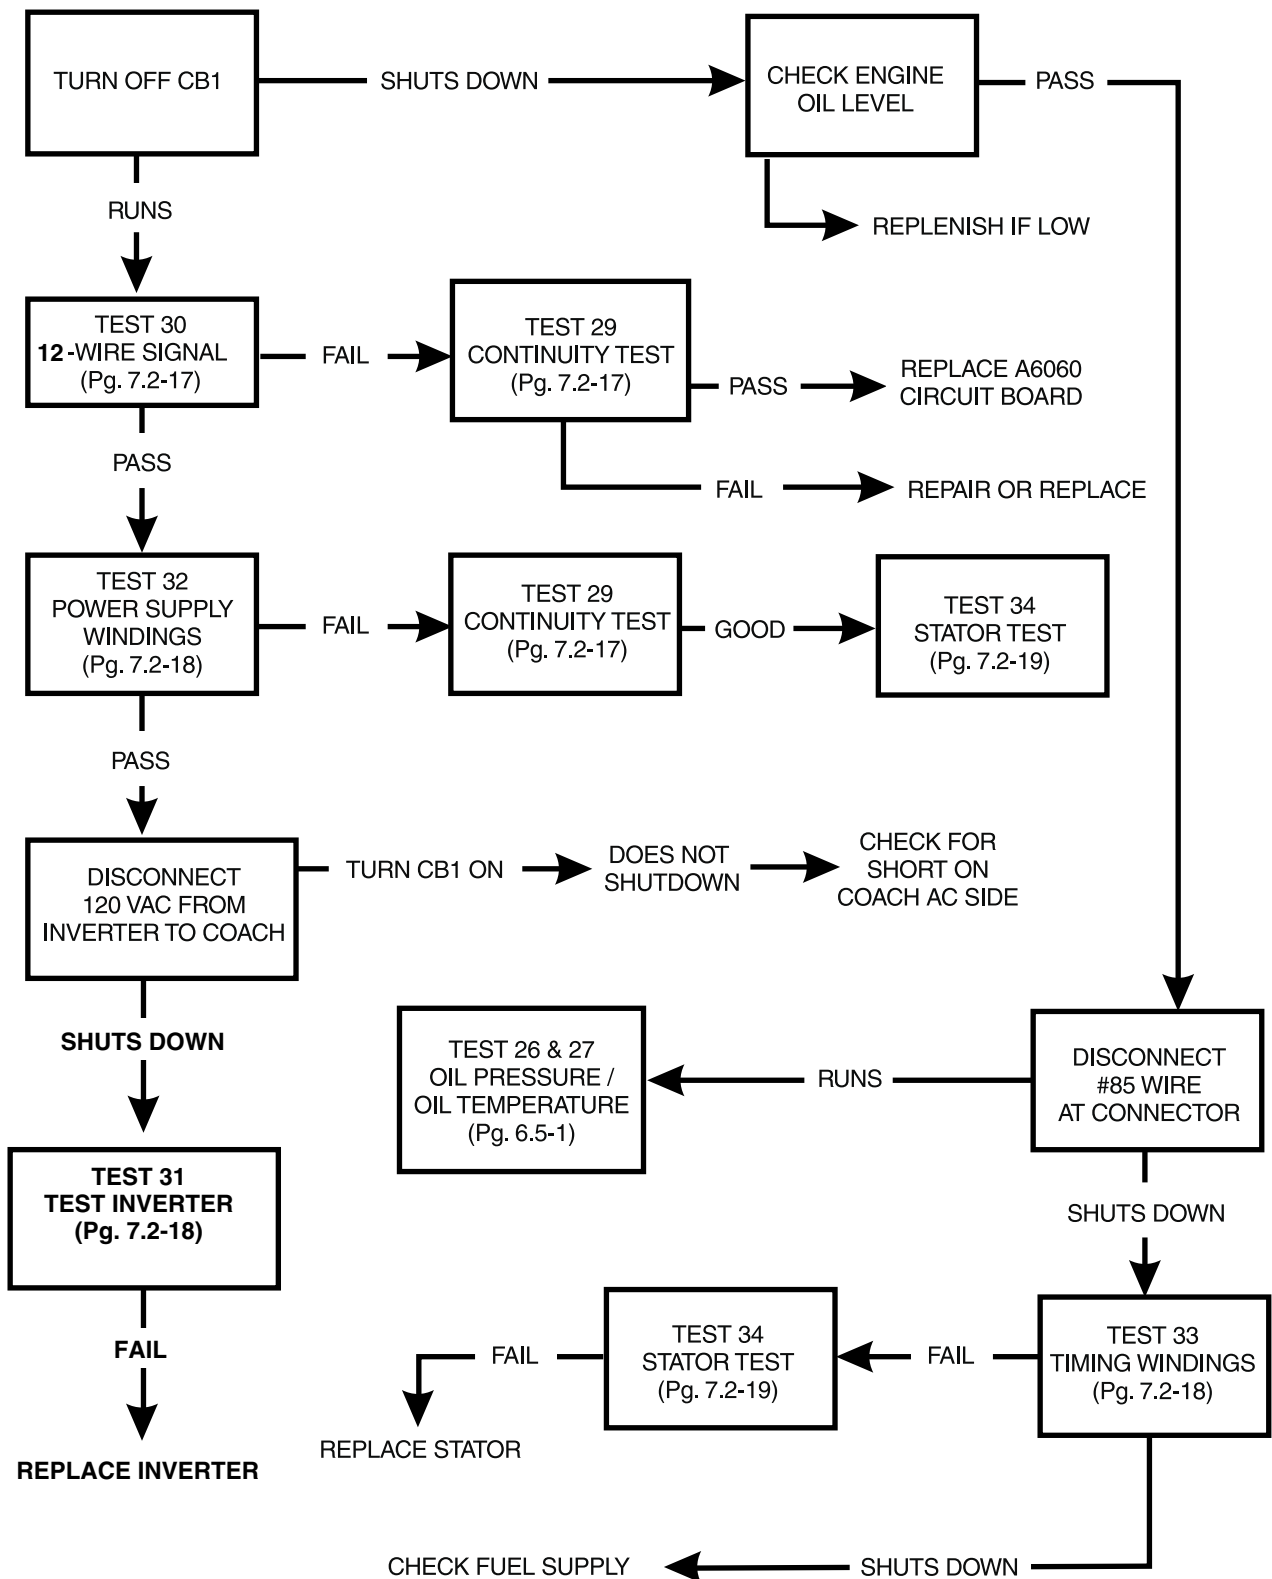 TURN OFF CB1
SHUTS DOWN
CHECK ENGINE
OIL LEVEL
PASS
REPLENISH IF LOW
RUNS
TEST 30
12-WIRE SIGNAL
(Pg. 7.2-17)
FAIL
TEST 29
CONTINUITY TEST
(Pg. 7.2-17)
PASS
REPLACE A6060
CIRCUIT BOARD
FAIL
REPAIR OR REPLACE
PASS
TEST 32
POWER SUPPLY
WINDINGS
(Pg. 7.2-18)
FAIL
TEST 29
CONTINUITY TEST
(Pg. 7.2-17)
GOOD
TEST 34
STATOR TEST
(Pg. 7.2-19)
PASS
DISCONNECT
120 VAC FROM
INVERTER TO COACH
TURN CB1 ON
DOES NOT
SHUTDOWN
CHECK FOR
SHORT ON
COACH AC SIDE
SHUTS DOWN
TEST 31
TEST INVERTER
(Pg. 7.2-18)
FAIL
REPLACE INVERTER
DISCONNECT
#85 WIRE
AT CONNECTOR
RUNS
TEST 26 & 27
OIL PRESSURE /
OIL TEMPERATURE
(Pg. 6.5-1)
SHUTS DOWN
TEST 33
TIMING WINDINGS
(Pg. 7.2-18)
FAIL
TEST 34
STATOR TEST
(Pg. 7.2-19)
FAIL
REPLACE STATOR
SHUTS DOWN
CHECK FUEL SUPPLY